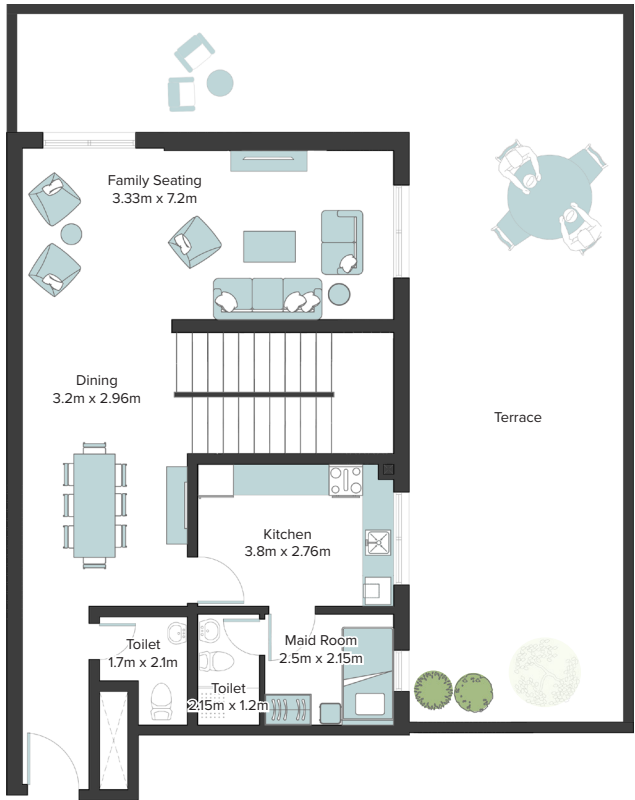 Family Seating
3.33m x 7.2m
Dining
3.2m x 2.96m
Terrace
Kitchen
3.8m x 2.76m
Toilet
1.7m x 2.1m
Maid Room
2.5m x 2.15m
Toilet
2.15m x 1.2m